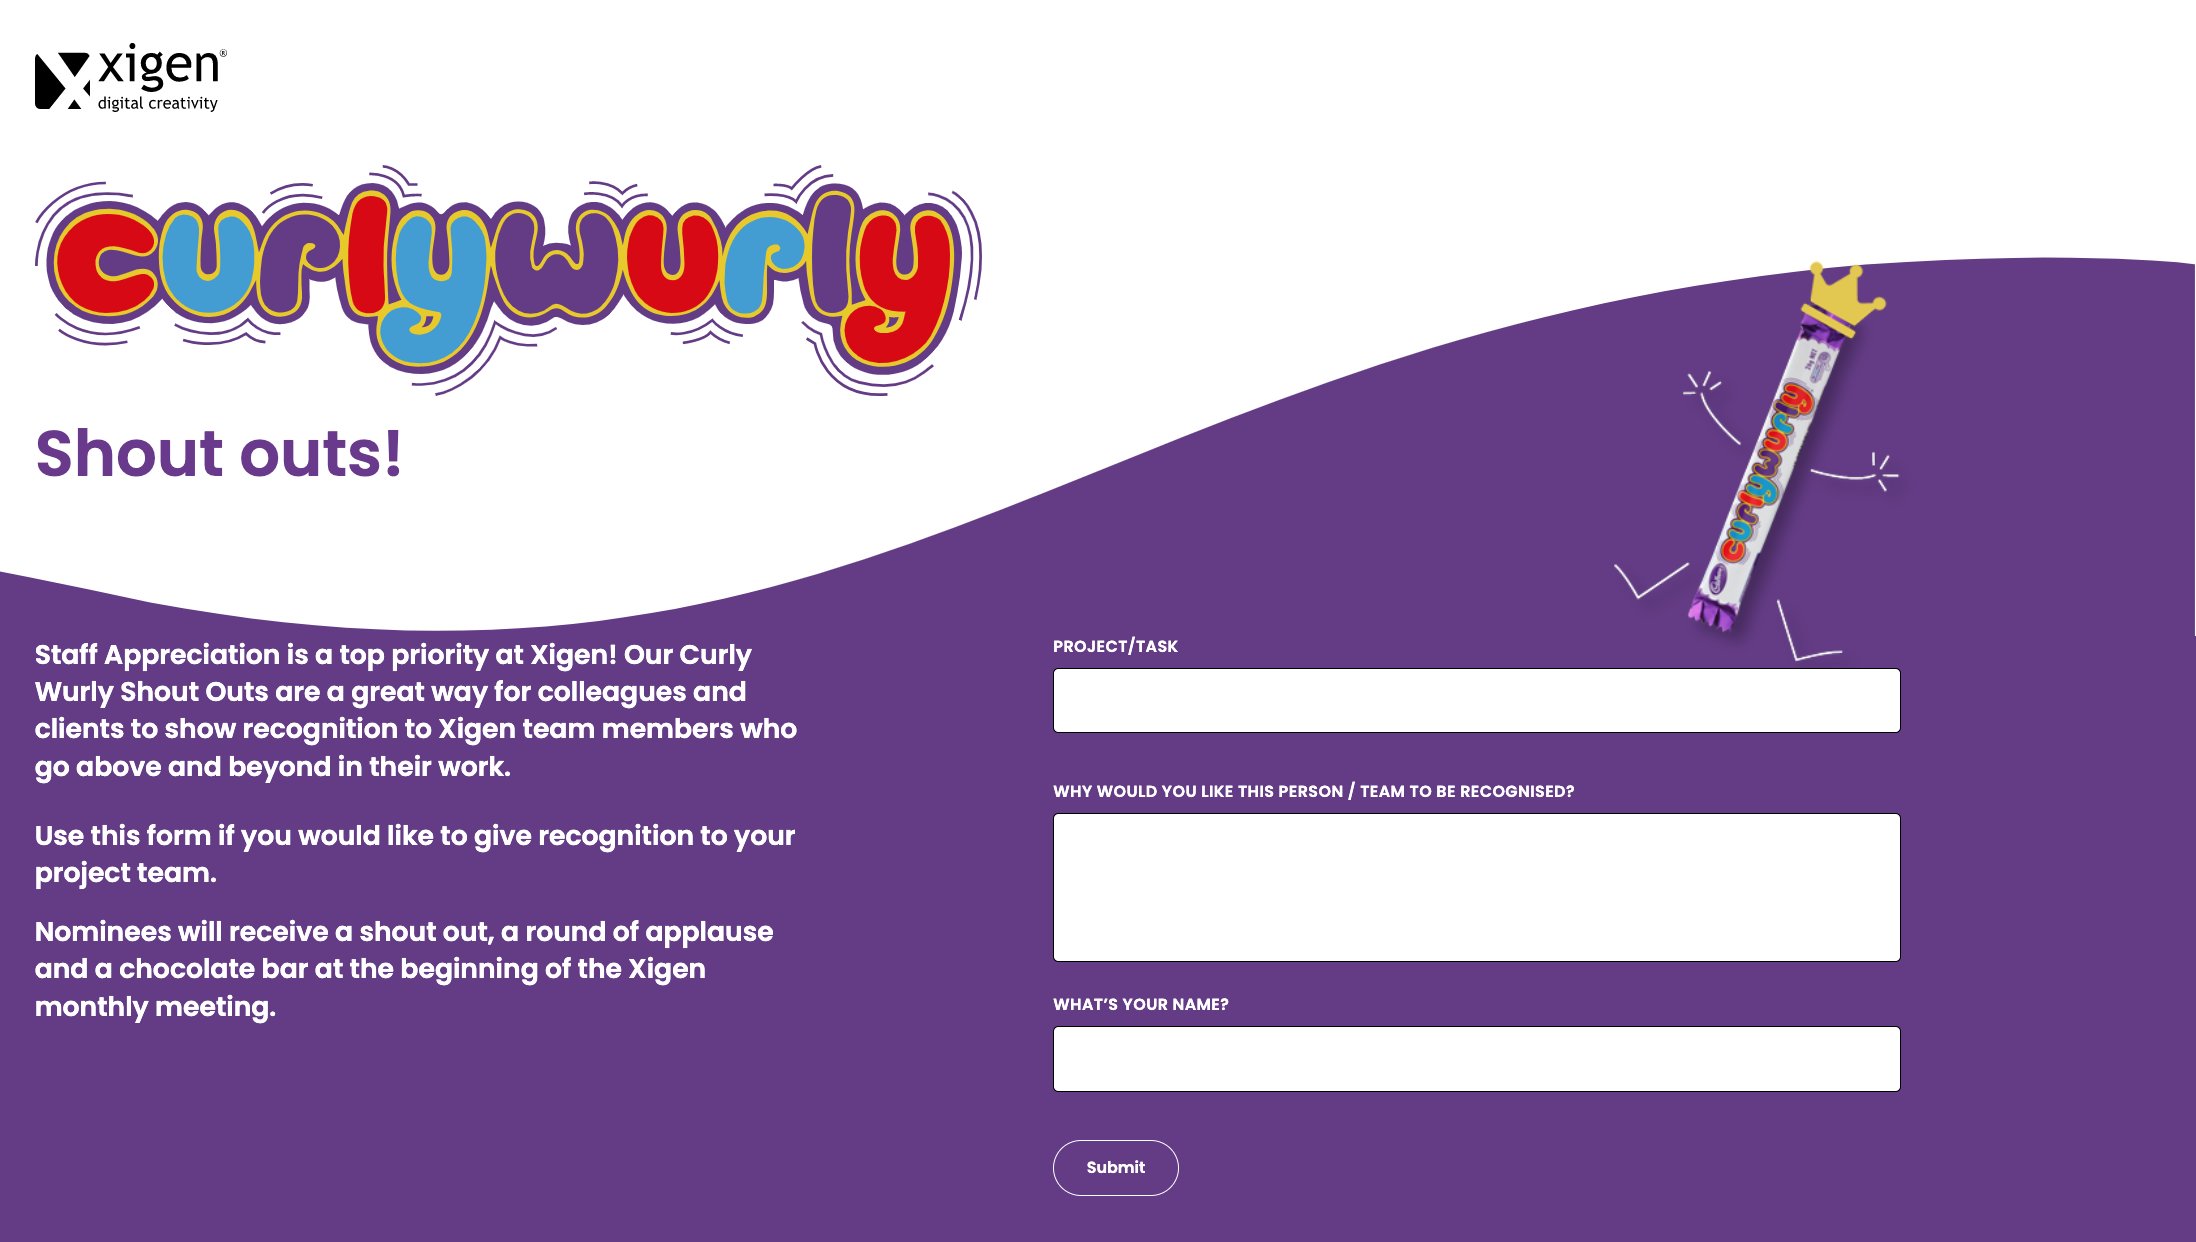 xigen®
digital creativity
curlywurly
Shout outs!
Staff Appreciation is a top priority at Xigen! Our Curly
Wurly Shout Outs are a great way for colleagues and
clients to show recognition to Xigen team members who
go above and beyond in their work.
Use this form if you would like to give recognition to your
project team.
Nominees will receive a shout out, a round of applause
and a chocolate bar at the beginning of the Xigen
monthly meeting.
curlywurly
Cadbury
PROJECT/TASK
WHY WOULD YOU LIKE THIS PERSON / TEAM TO BE RECOGNISED?
WHAT'S YOUR NAME?
Submit